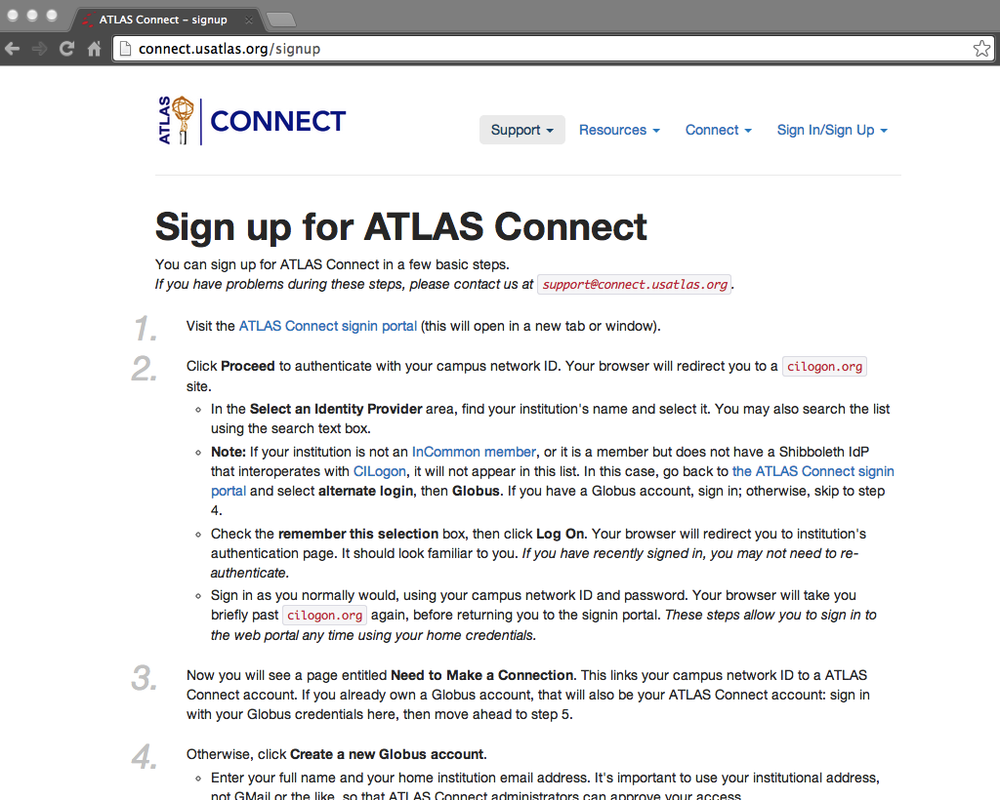 ATLAS Connect – signup
connect.usatlas.org/signup
ATLAS
CONNECT
Support
Resources
Connect
Sign In/Sign Up
Sign up for ATLAS Connect
You can sign up for ATLAS Connect in a few basic steps.
If you have problems during these steps, please contact us at support@connect.usatlas.org.
1. Visit the ATLAS Connect signin portal (this will open in a new tab or window).
2. Click Proceed to authenticate with your campus network ID. Your browser will redirect you to a cilogon.org
site.
◦ In the Select an Identity Provider area, find your institution's name and select it. You may also search the list
using the search text box.
◦ Note: If your institution is not an InCommon member, or it is a member but does not have a Shibboleth IdP
that interoperates with CILogon, it will not appear in this list. In this case, go back to the ATLAS Connect signin
portal and select alternate login, then Globus. If you have a Globus account, sign in; otherwise, skip to step
4.
◦ Check the remember this selection box, then click Log On. Your browser will redirect you to institution's
authentication page. It should look familiar to you. If you have recently signed in, you may not need to re-
authenticate.
◦ Sign in as you normally would, using your campus network ID and password. Your browser will take you
briefly past cilogon.org again, before returning you to the signin portal. These steps allow you to sign in to
the web portal any time using your home credentials.
3. Now you will see a page entitled Need to Make a Connection. This links your campus network ID to a ATLAS
Connect account. If you already own a Globus account, that will also be your ATLAS Connect account: sign in
with your Globus credentials here, then move ahead to step 5.
4. Otherwise, click Create a new Globus account.
◦ Enter your full name and your home institution email address. It's important to use your institutional address,
not GMail or the like, so that ATLAS Connect administrators can approve your access.